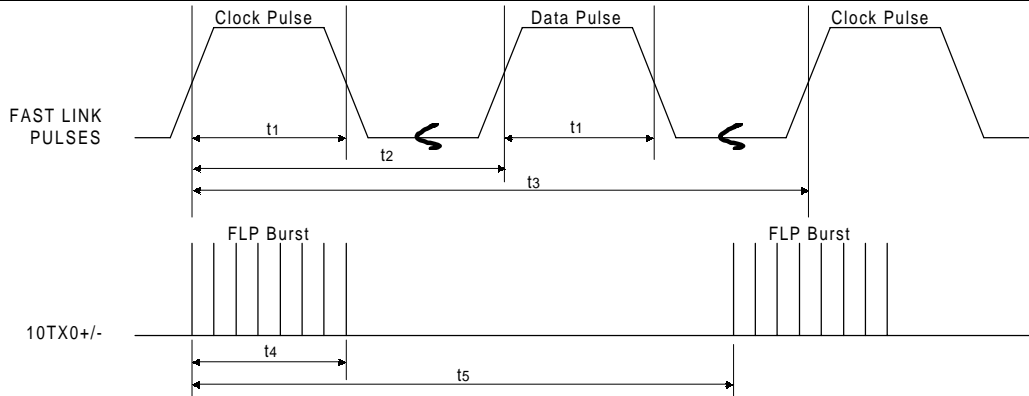 Clock Pulse Data Pulse Clock Pulse
FAST LINK
PULSES
t1 t1
t2
t3
FLP Burst FLP Burst
10TX0+/-
t4
t5